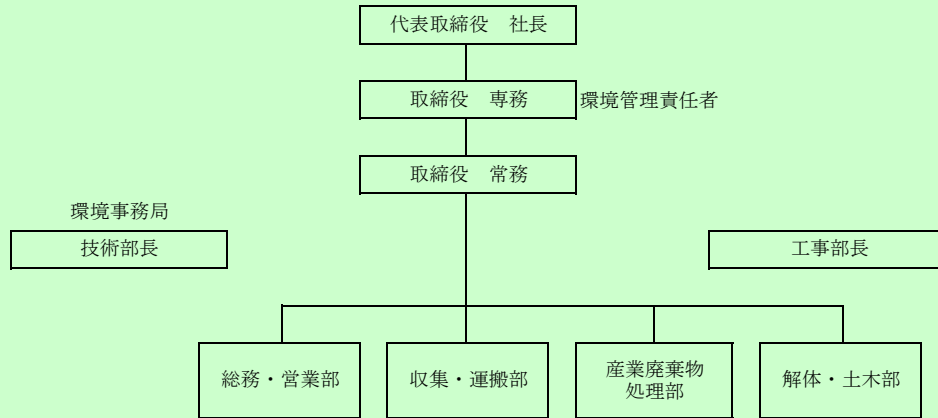 代表取締役　社長
取締役　専務
環境管理責任者
取締役　常務
環境事務局
技術部長
工事部長
総務・営業部
収集・運搬部
産業廃棄物
処理部
解体・土木部